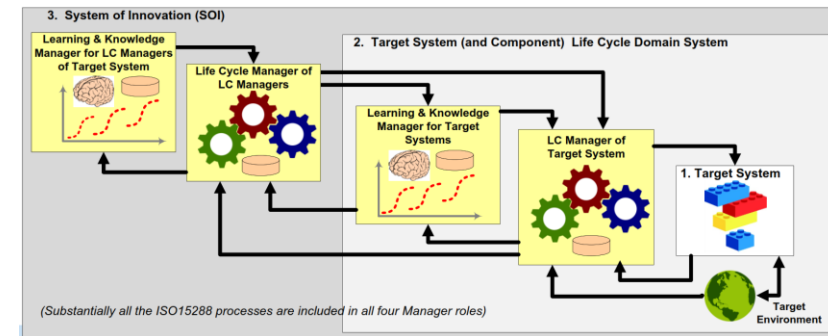 3. System of Innovation (SOI)
Learning & Knowledge
Manager for LC Managers
of Target System
2. Target System (and Component) Life Cycle Domain System
Life Cycle Manager of
LC Managers
Learning & Knowledge
Manager for Target
Systems
LC Manager of
Target System
1. Target System
Target
Environment
(Substantially all the ISO15288 processes are included in all four Manager roles)